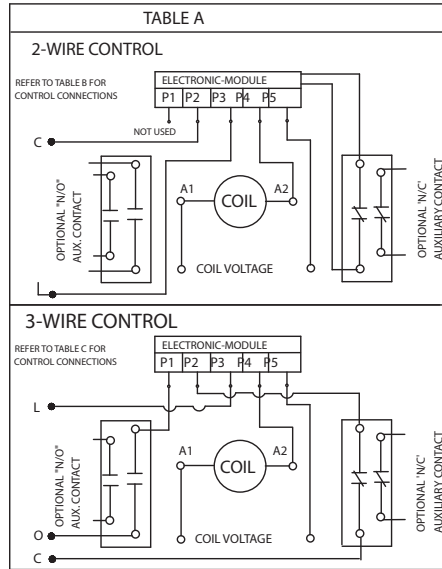 TABLE A
2-WIRE CONTROL
REFER TO TABLE B FOR
CONTROL CONNECTIONS
ELECTRONIC-MODULE
P1 P2 P3 P4 P5
NOT USED
C
OPTIONAL "N/O"
AUX. CONTACT
A1
COIL
A2
COIL VOLTAGE
OPTIONAL 'N/C'
AUXILIARY CONTACT
L
3-WIRE CONTROL
REFER TO TABLE C FOR
CONTROL CONNECTIONS
ELECTRONIC-MODULE
P1 P2 P3 P4 P5
L
OPTIONAL "N/O"
AUX. CONTACT
A1
COIL
A2
COIL VOLTAGE
OPTIONAL 'N/C'
AUXILIARY CONTACT
O
C